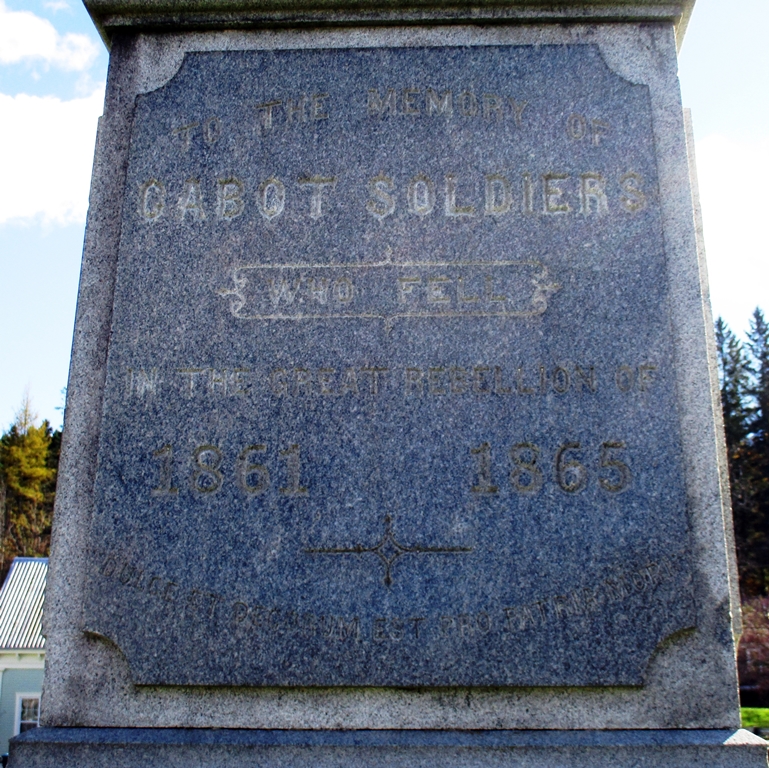 TO THE MEMORY OF
CABOT SOLDIERS
WHO FELL
IN THE GREAT REBELLION OF
1861 1865
DULCE ET DECORUM EST PRO PATRIA MORI